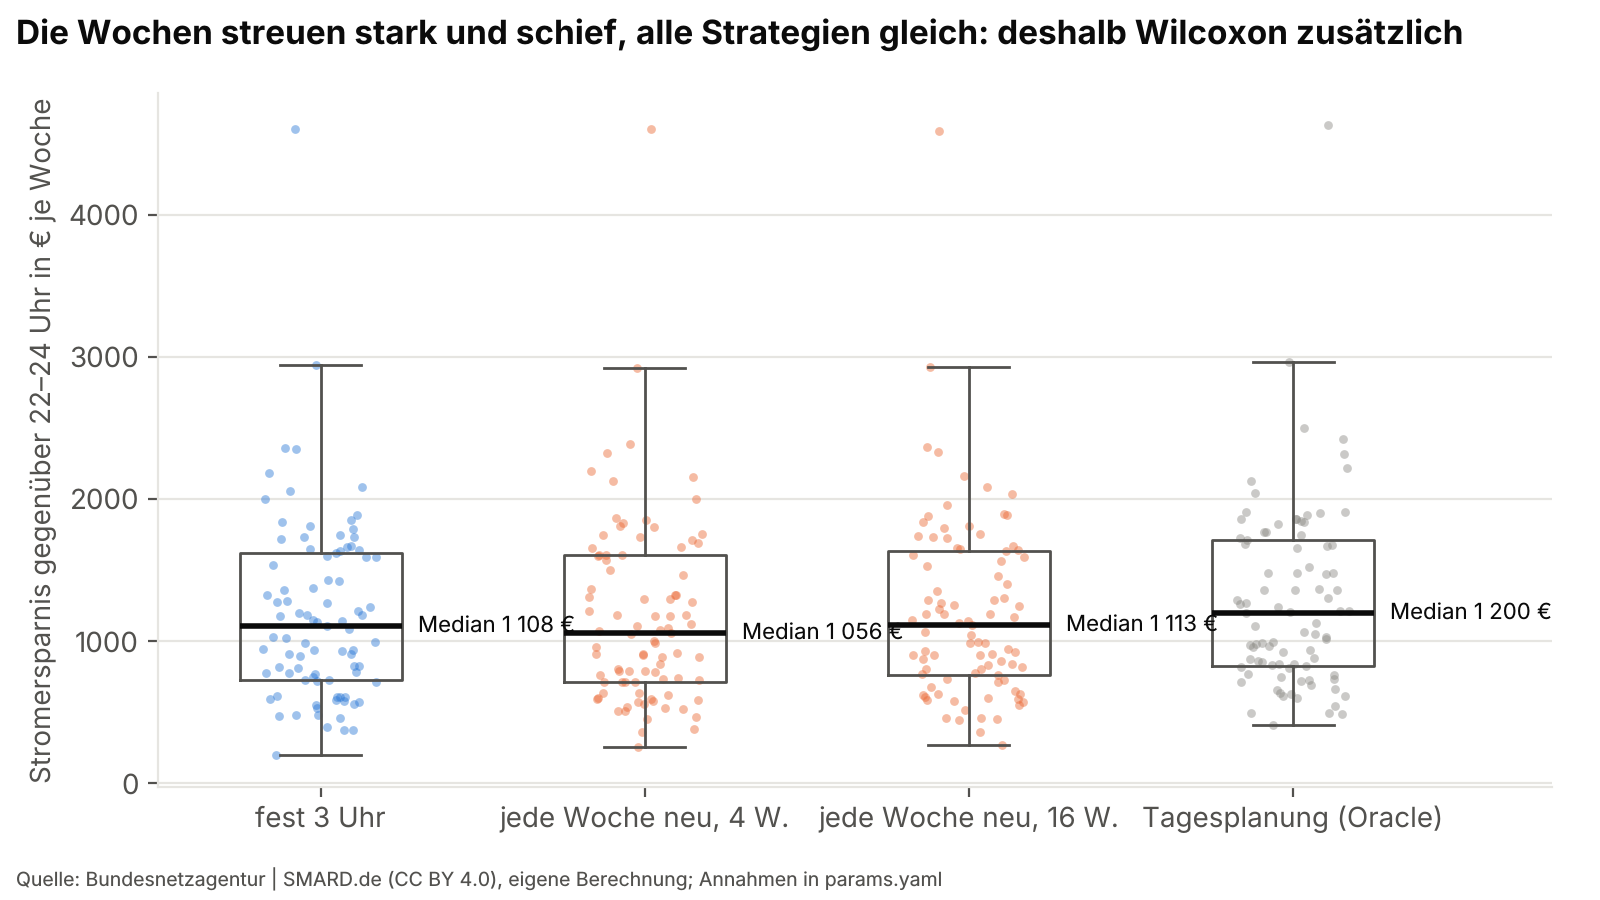 Die Wochen streuen stark und schief, alle Strategien gleich: deshalb Wilcoxon zusätzlich
Stromersparnis gegenüber 22–24 Uhr in € je Woche
4000
3000
2000
1000
0
Median 1 108 €
Median 1 056 €
Median 1 113 €
Median 1 200 €
fest 3 Uhr
jede Woche neu, 4 W.
jede Woche neu, 16 W.
Tagesplanung (Oracle)
Quelle: Bundesnetzagentur | SMARD.de (CC BY 4.0), eigene Berechnung; Annahmen in params.yaml